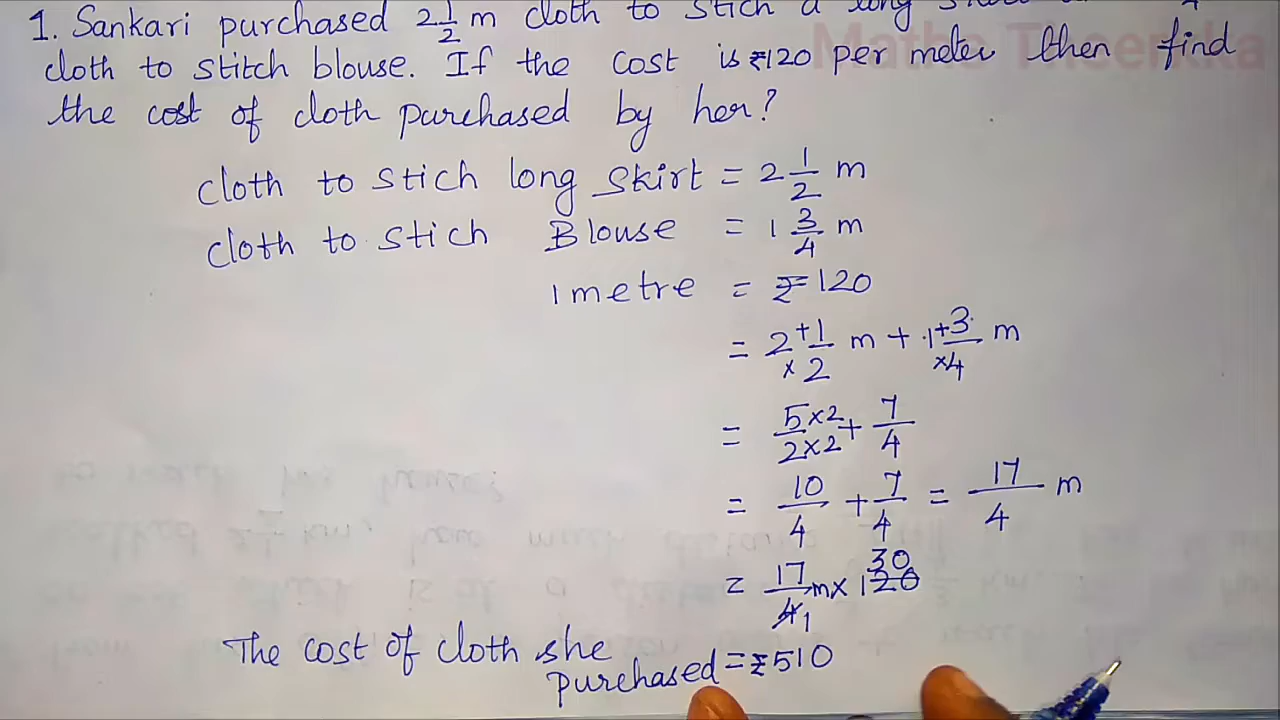 1. Sankari purchased 2 1/2 m cloth to stich a long
cloth to stitch blouse. If the cost is ₹120 per meter then find
the cost of cloth purchased by her?
cloth to stich long skirt = 2 1/2 m
cloth to stich Blouse = 1 3/4 m
1 metre = ₹120
= 2 + 1/× 2 m + 1 + 3/×4 m
= 5×2/2×2 + 7/4
= 10/4 + 7/4 = 17/4 m
= 17/4 1 m × 120 30
The cost of cloth she
purchased = ₹510
Maths Theerkka